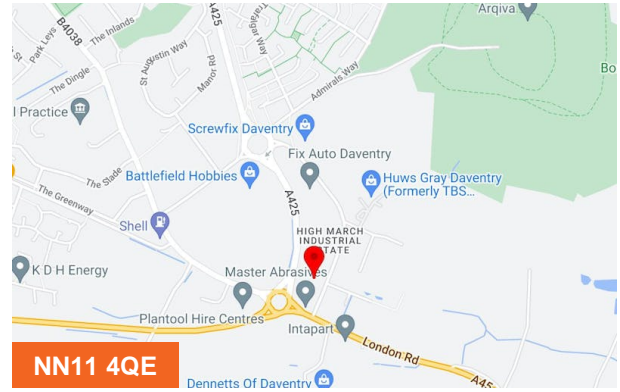 Arqiva
Park Leys
B4038
The Inlands
A425
Trafalgar Way
Bo
St Augustin Way
The Dingle
Manor Rd
Admirals Way
l Practice
Screwfix Daventry
Fix Auto Daventry
Battlefield Hobbies
Huws Gray Daventry
(Formerly TBS...
The Slade
The Greenway
A425
Shell
HIGH MARCH
INDUSTRIAL
ESTATE
K D H Energy
Master Abrasives
Plantool Hire Centres
Intapart
London Rd
A45
NN11 4QE
Dennetts Of Daventry